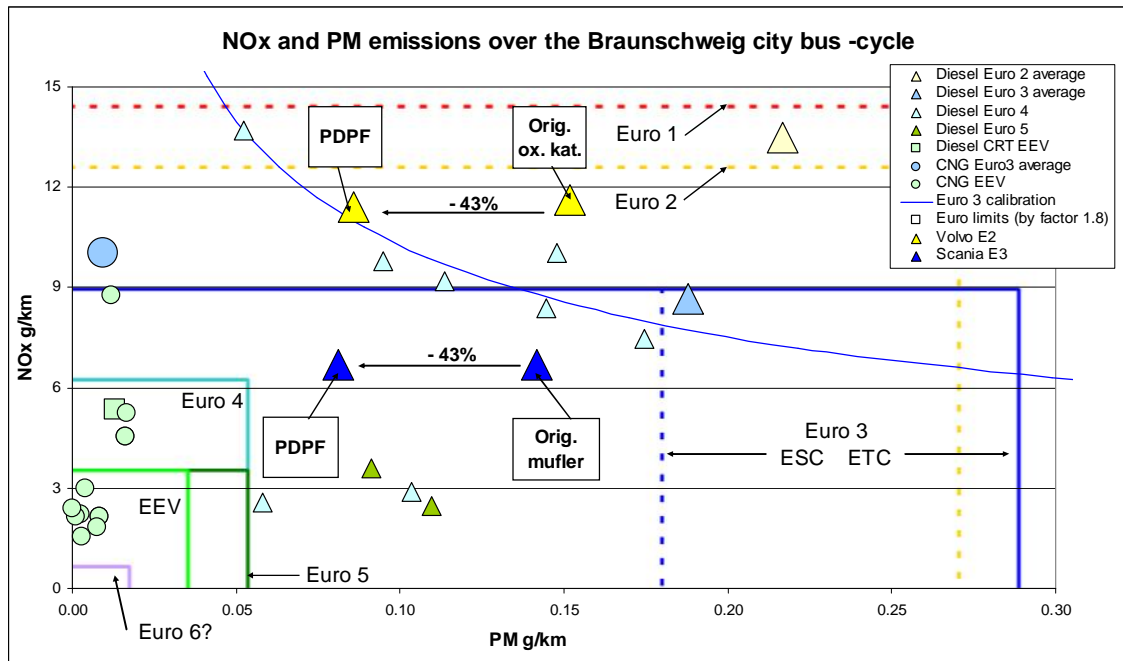 NOx and PM emissions over the Braunschweig city bus -cycle
Diesel Euro 2 average
Diesel Euro 3 average
Diesel Euro 4
Diesel Euro 5
Diesel CRT EEV
CNG Euro3 average
CNG EEV
Euro 3 calibration
Euro limits (by factor 1.8)
Volvo E2
Scania E3
NOx g/km
15
12
9
6
3
0
Euro 1
PDPF
Orig.
ox. kat.
Euro 2
- 43%
- 43%
Euro 4
PDPF
Orig.
mufler
Euro 3
ESC ETC
EEV
Euro 5
Euro 6?
0.00
0.05
0.10
0.15
0.20
0.25
0.30
PM g/km